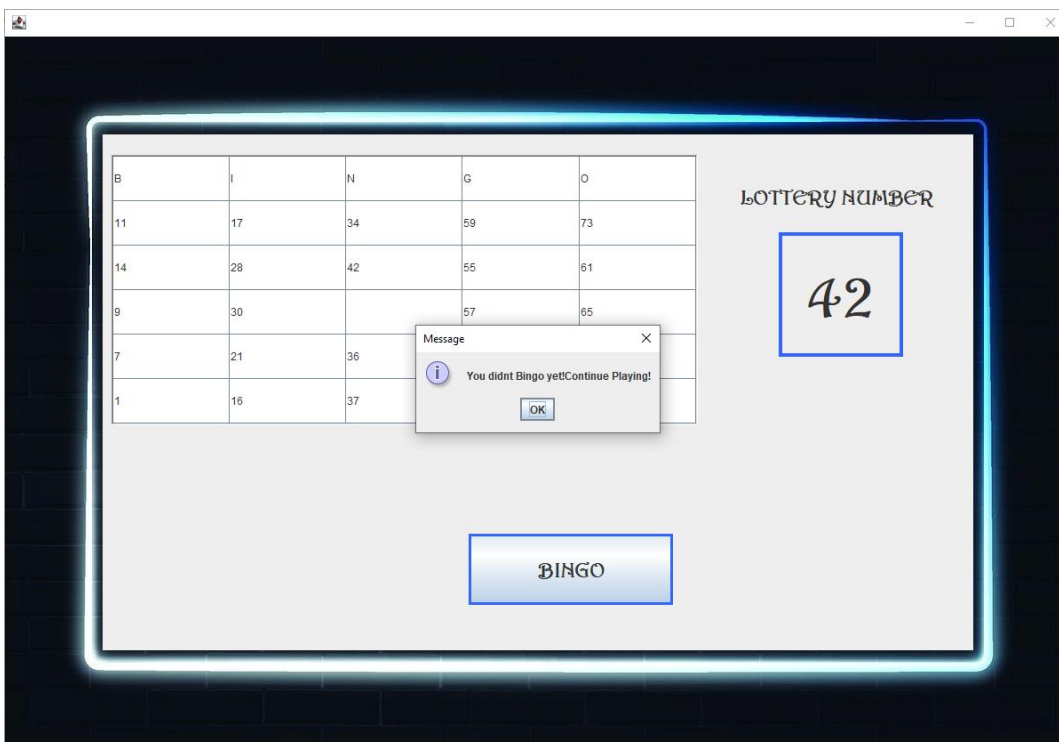 B I N G O
LOTTERY NUMBER
11 17 34 59 73
14 28 42 55 61
42
9 30 57 65
Message
7 21 36
You didnt Bingo yet!Continue Playing!
1 16 37
OK
BINGO